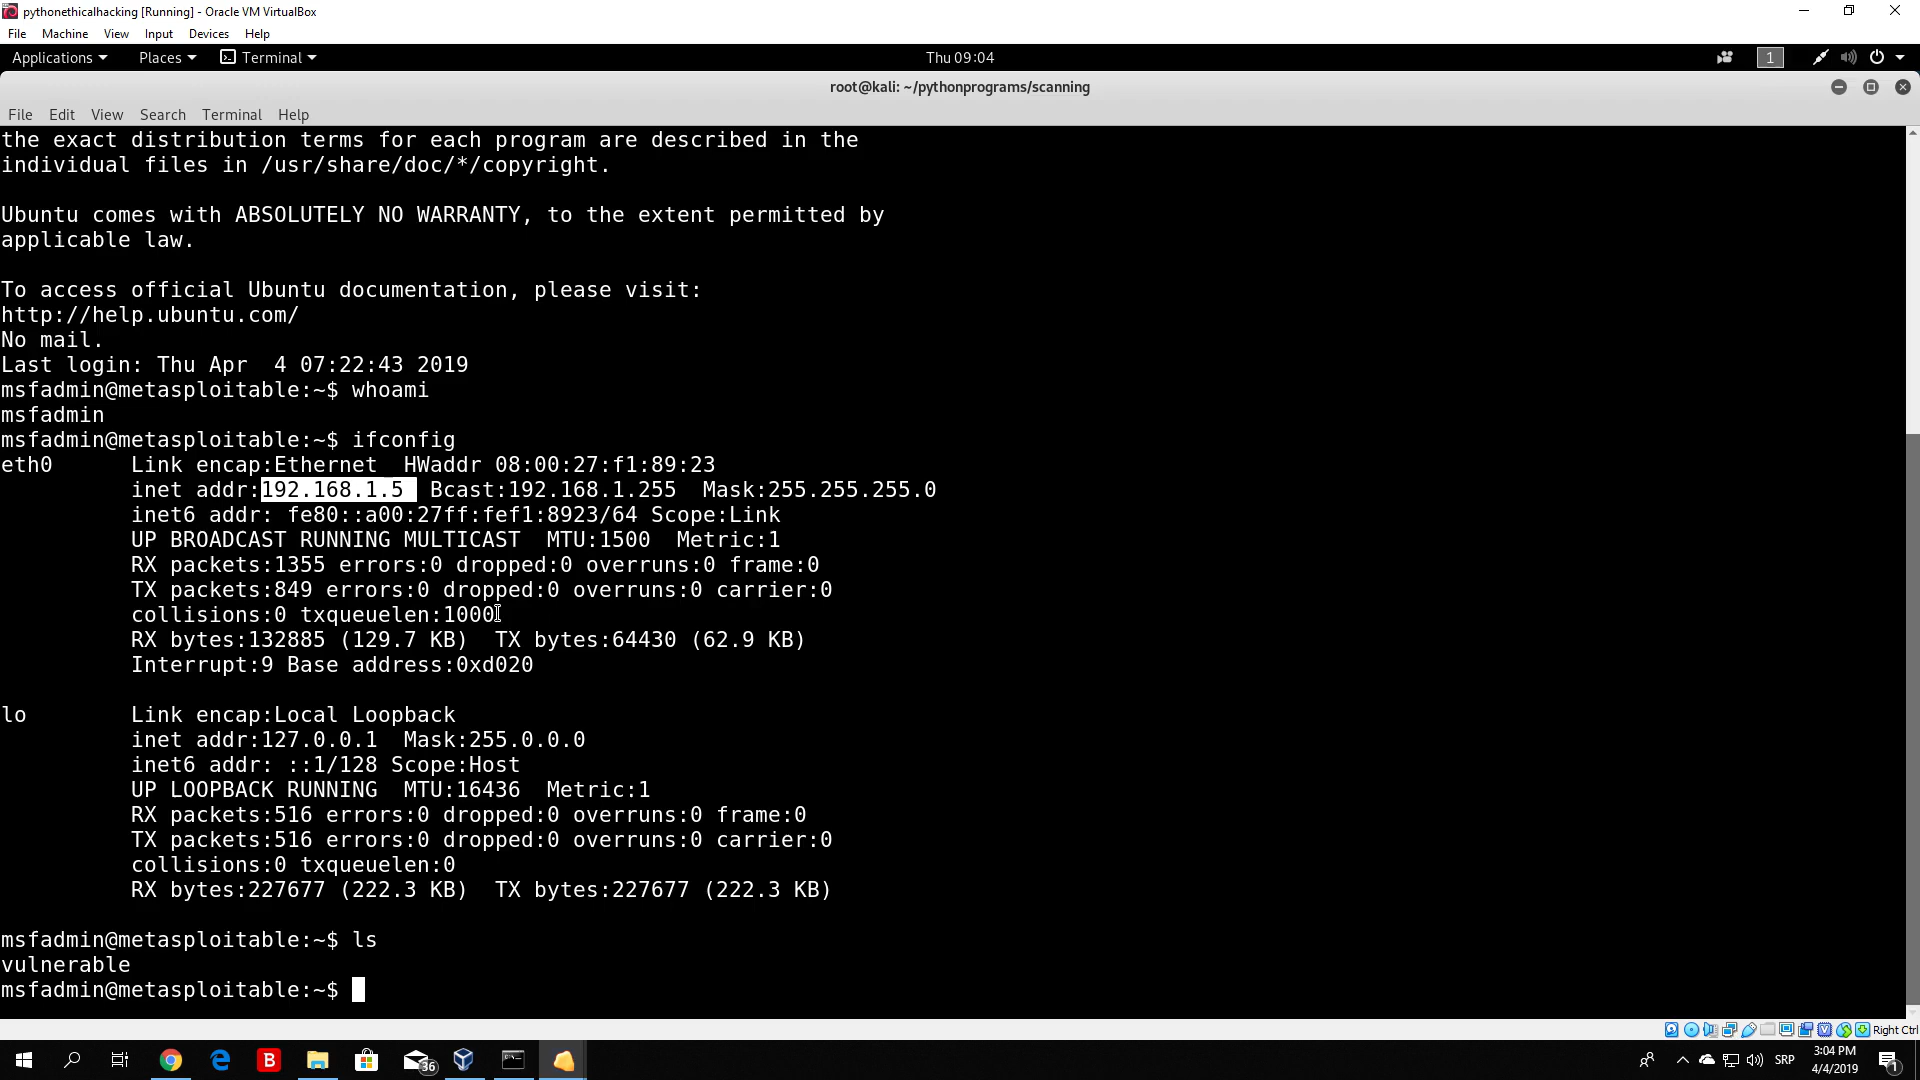 pythonethicalhacking [Running] - Oracle VM VirtualBox
File Machine View Input Devices Help
Applications Places Terminal Thu 09:04 1
root@kali: ~/pythonprograms/scanning
File Edit View Search Terminal Help
the exact distribution terms for each program are described in the
individual files in /usr/share/doc/*/copyright.
Ubuntu comes with ABSOLUTELY NO WARRANTY, to the extent permitted by
applicable law.
To access official Ubuntu documentation, please visit:
http://help.ubuntu.com/
No mail.
Last login: Thu Apr  4 07:22:43 2019
msfadmin@metasploitable:~$ whoami
msfadmin
msfadmin@metasploitable:~$ ifconfig
eth0      Link encap:Ethernet  HWaddr 08:00:27:f1:89:23
inet addr:192.168.1.5  Bcast:192.168.1.255  Mask:255.255.255.0
inet6 addr: fe80::a00:27ff:fef1:8923/64 Scope:Link
UP BROADCAST RUNNING MULTICAST  MTU:1500  Metric:1
RX packets:1355 errors:0 dropped:0 overruns:0 frame:0
TX packets:849 errors:0 dropped:0 overruns:0 carrier:0
collisions:0 txqueuelen:1000
RX bytes:132885 (129.7 KB)  TX bytes:64430 (62.9 KB)
Interrupt:9 Base address:0xd020
lo        Link encap:Local Loopback
inet addr:127.0.0.1  Mask:255.0.0.0
inet6 addr: ::1/128 Scope:Host
UP LOOPBACK RUNNING  MTU:16436  Metric:1
RX packets:516 errors:0 dropped:0 overruns:0 frame:0
TX packets:516 errors:0 dropped:0 overruns:0 carrier:0
collisions:0 txqueuelen:0
RX bytes:227677 (222.3 KB)  TX bytes:227677 (222.3 KB)
msfadmin@metasploitable:~$ ls
vulnerable
msfadmin@metasploitable:~$
Right Ctrl
B 36 SRP 3:04 PM 1
4/4/2019